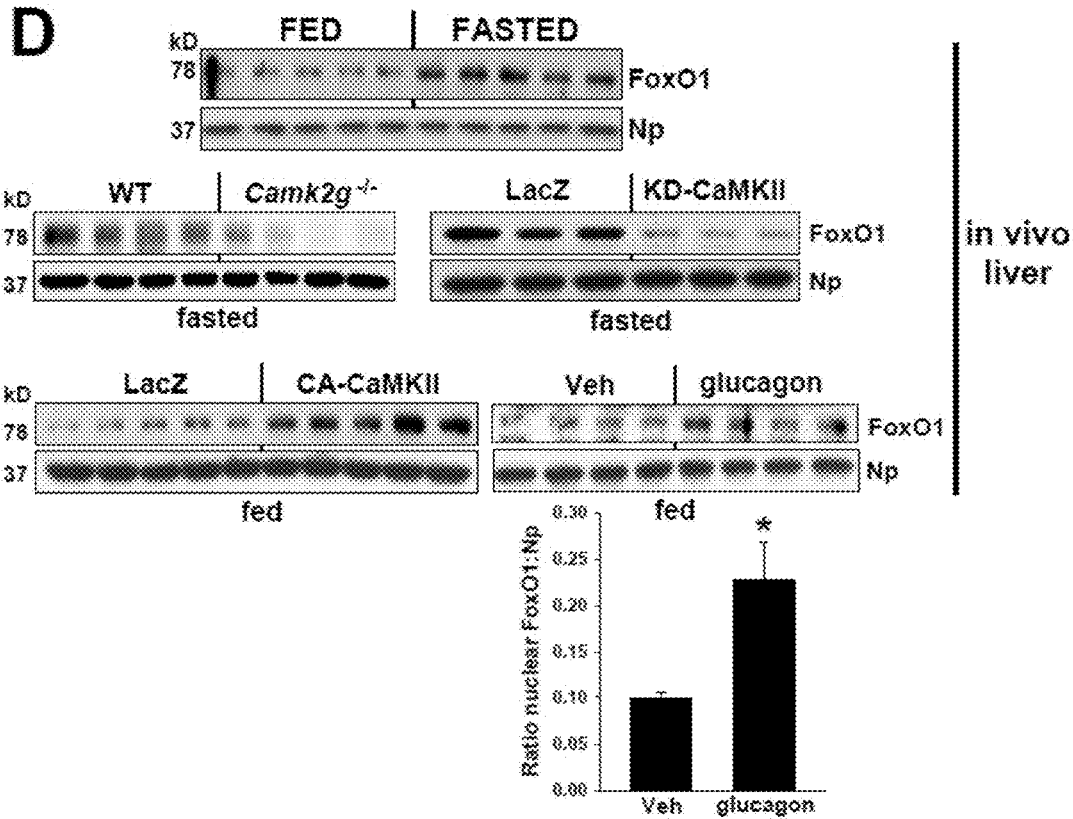 D
FED FASTED
kD
78 FoxO1
37 Np
WT Camk2g-/- LacZ KD-CaMKII
kD
78 FoxO1
37 Np
fasted fasted
in vivo
liver
LacZ CA-CaMKII Veh glucagon
kD
78 FoxO1
37 Np
fed fed
0.30
*
0.25
0.20
0.15
0.10
0.05
0.00
Ratio nuclear FoxO1:Np
Veh glucagon